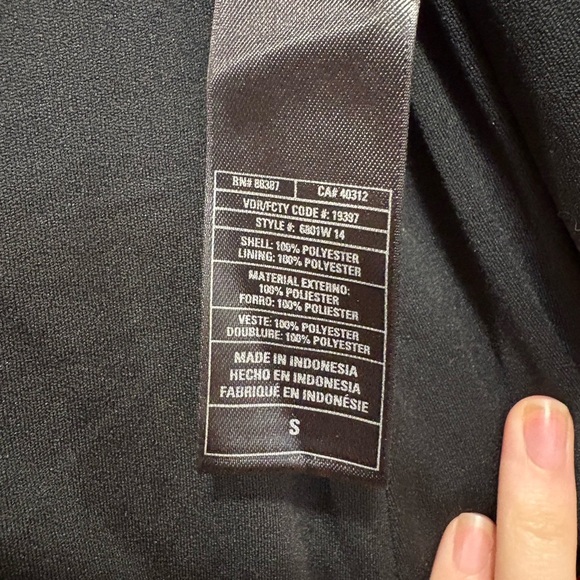 RN# 88387 CA# 40312
VDR/FCTY CODE #: 19397
STYLE #: 6801W 14
SHELL: 100% POLYESTER
LINING: 100% POLYESTER
MATERIAL EXTERNO:
100% POLIESTER
FORRO: 100% POLIESTER
VESTE: 100% POLYESTER
DOUBLURE: 100% POLYESTER
MADE IN INDONESIA
HECHO EN INDONESIA
FABRIQUÉ EN INDONÉSIE
S